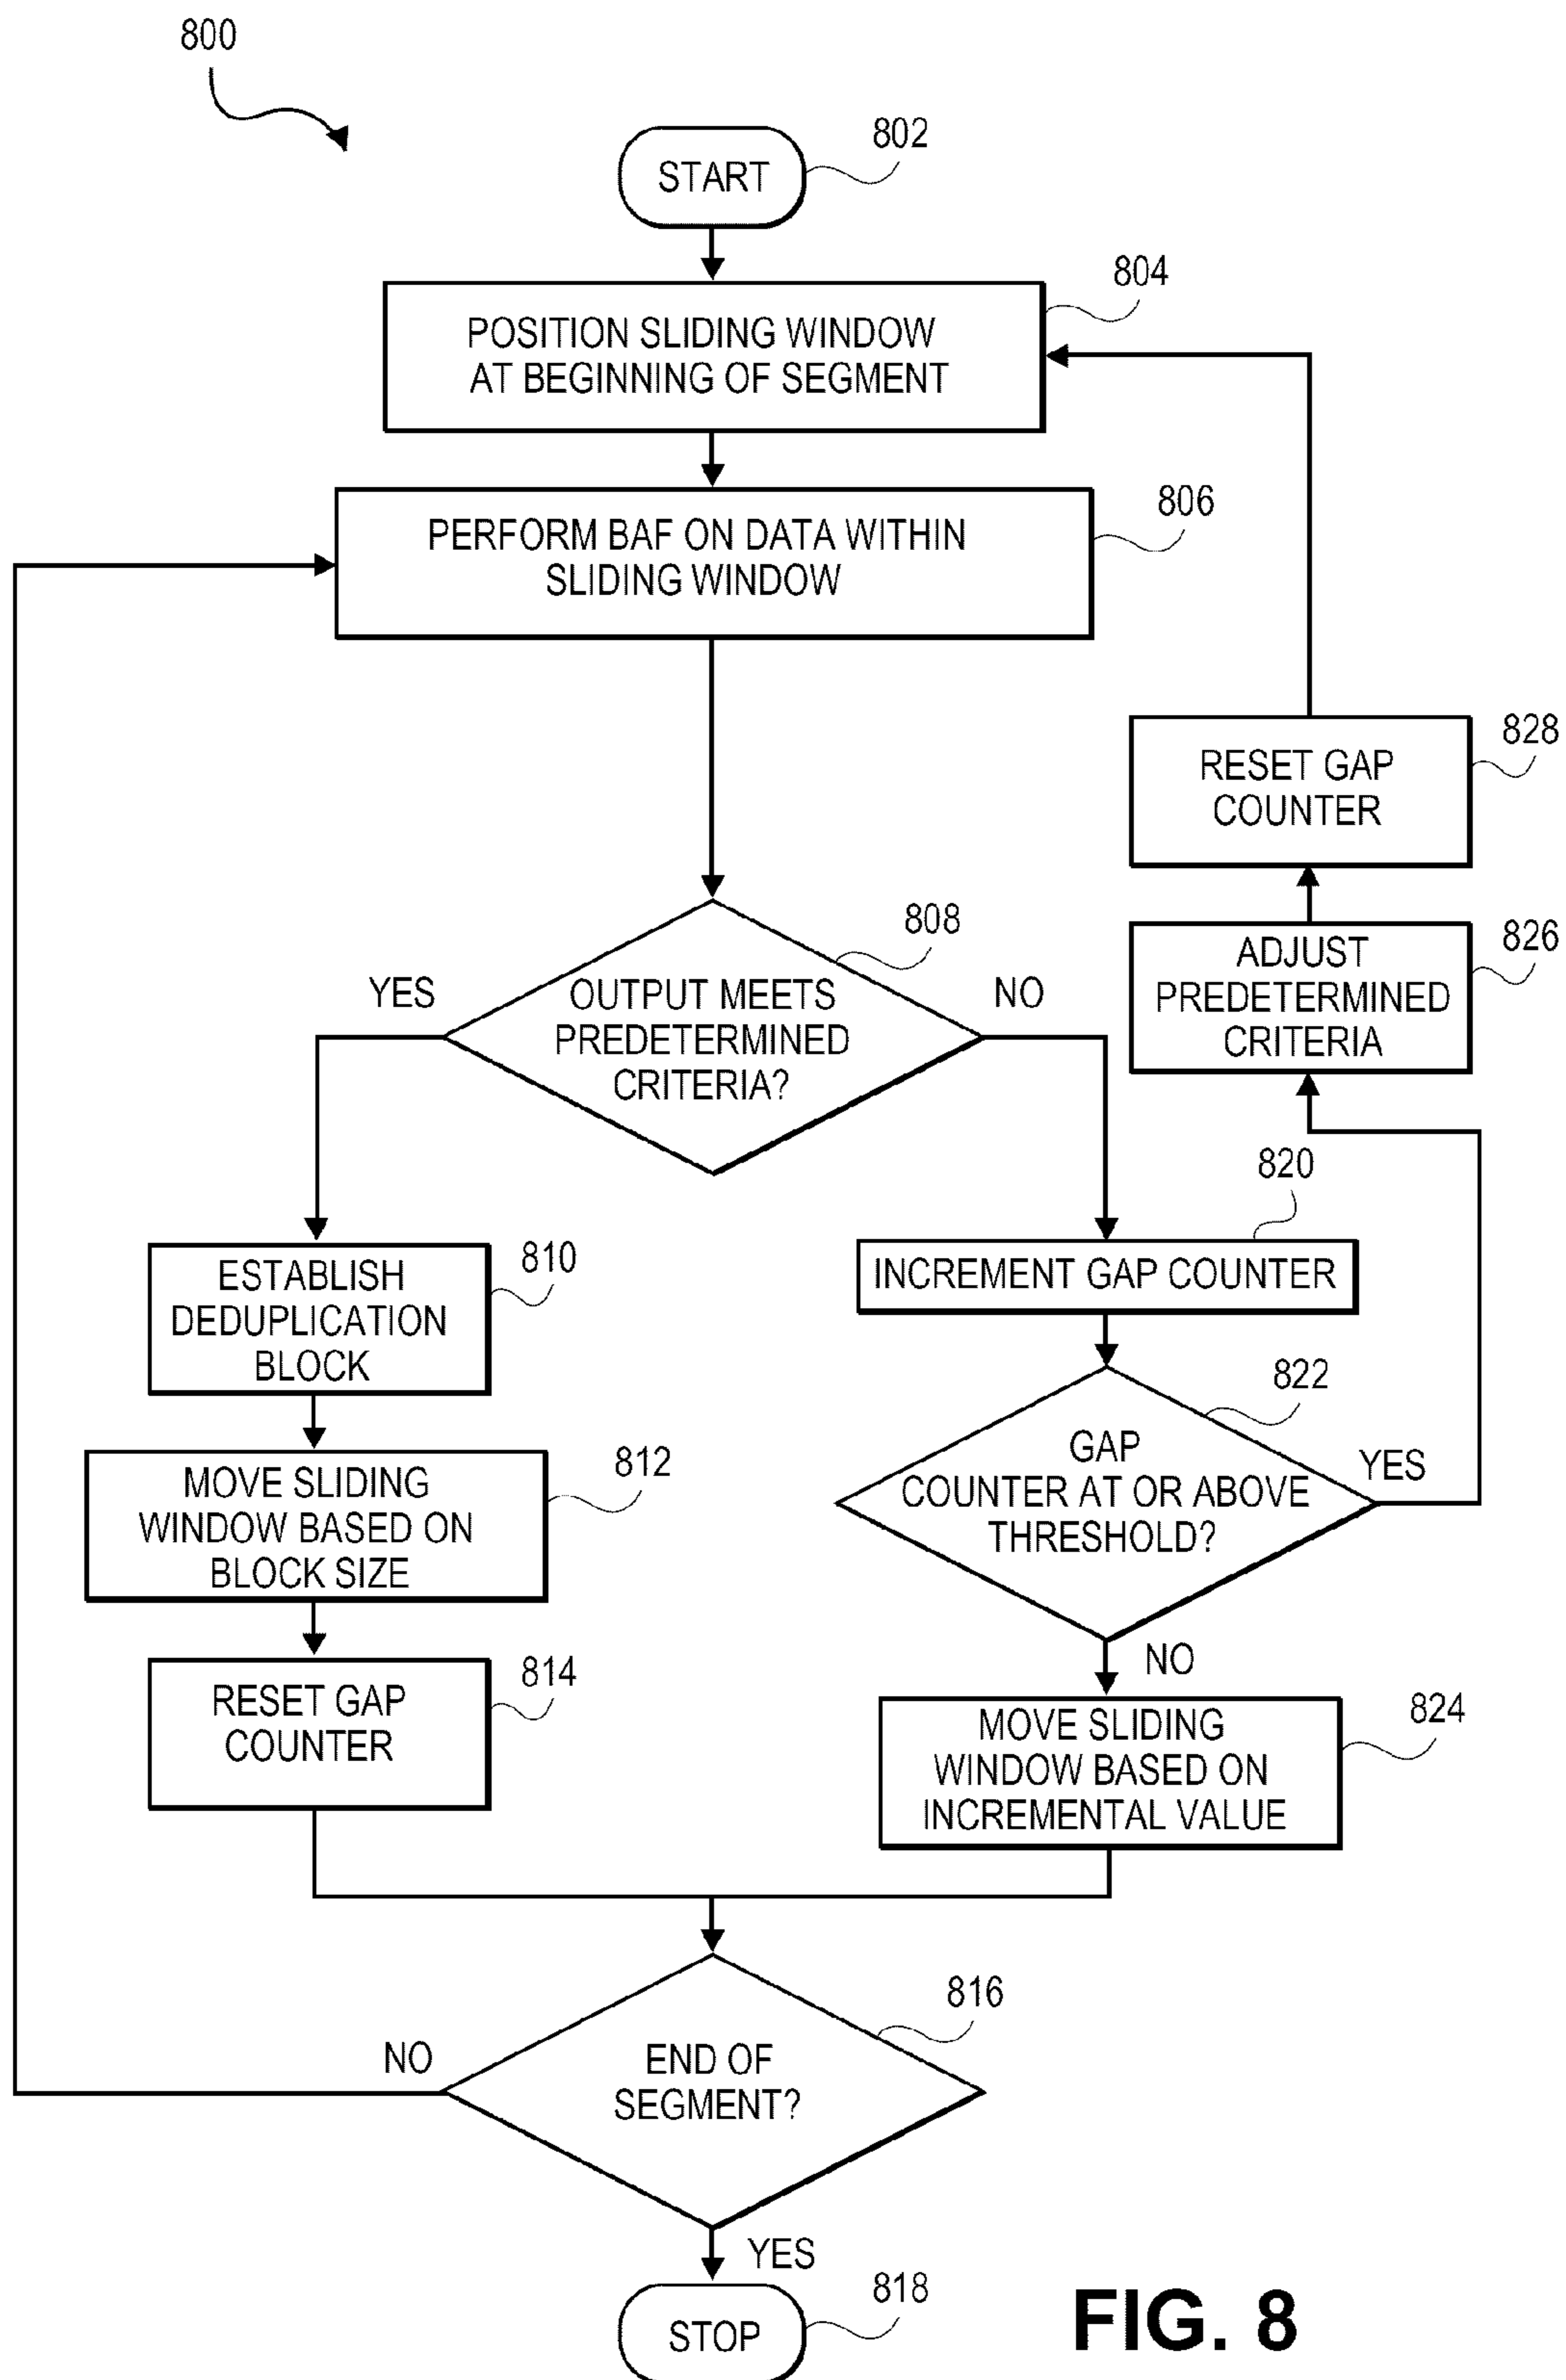 800
START
802
804
POSITION SLIDING WINDOW
AT BEGINNING OF SEGMENT
806
PERFORM BAF ON DATA WITHIN
SLIDING WINDOW
828
RESET GAP
COUNTER
826
ADJUST
PREDETERMINED
CRITERIA
808
YES
NO
OUTPUT MEETS
PREDETERMINED
CRITERIA?
820
INCREMENT GAP COUNTER
810
ESTABLISH
DEDUPLICATION
BLOCK
822
GAP
COUNTER AT OR ABOVE
THRESHOLD?
YES
812
MOVE SLIDING
WINDOW BASED ON
BLOCK SIZE
NO
814
RESET GAP
COUNTER
824
MOVE SLIDING
WINDOW BASED ON
INCREMENTAL VALUE
816
NO
END OF
SEGMENT?
YES
818
STOP
FIG. 8